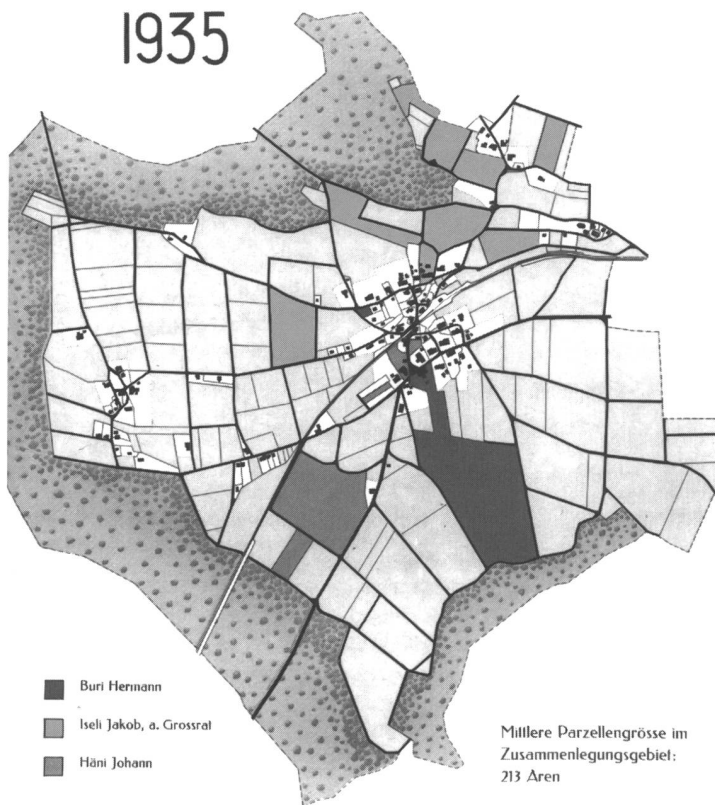 1935
Buri Hermann
Iseli Jakob, a. Grossrat
Häni Johann
Mittlere Parzellengrösse im
Zusammenlegungsgebiet:
213 Aren